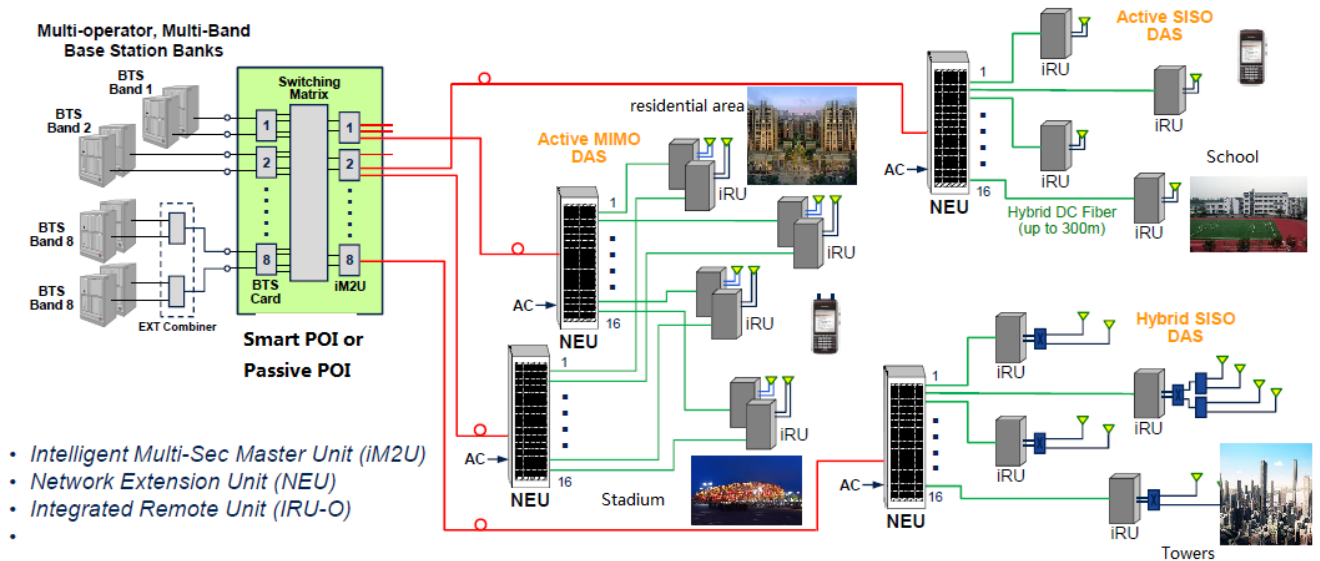 Multi-operator, Multi-Band
Base Station Banks
BTS
Band 1
BTS
Band 2
BTS
Band 8
BTS
Band 8
EXT Combiner
Switching
Matrix
1
2
8
1
2
8
BTS
Card
iM2U
Smart POI or
Passive POI
• Intelligent Multi-Sec Master Unit (iM2U)
• Network Extension Unit (NEU)
• Integrated Remote Unit (IRU-O)
•
Active MIMO
DAS
residential area
1
16
AC
NEU
iRU
iRU
iRU
iRU
1
16
AC
NEU
Stadium
Active SISO
DAS
1
16
AC
NEU
iRU
iRU
iRU
iRU
Hybrid DC Fiber
(up to 300m)
School
Hybrid SISO
DAS
1
16
AC
NEU
iRU
X
iRU
X
iRU
X
iRU
X
Towers